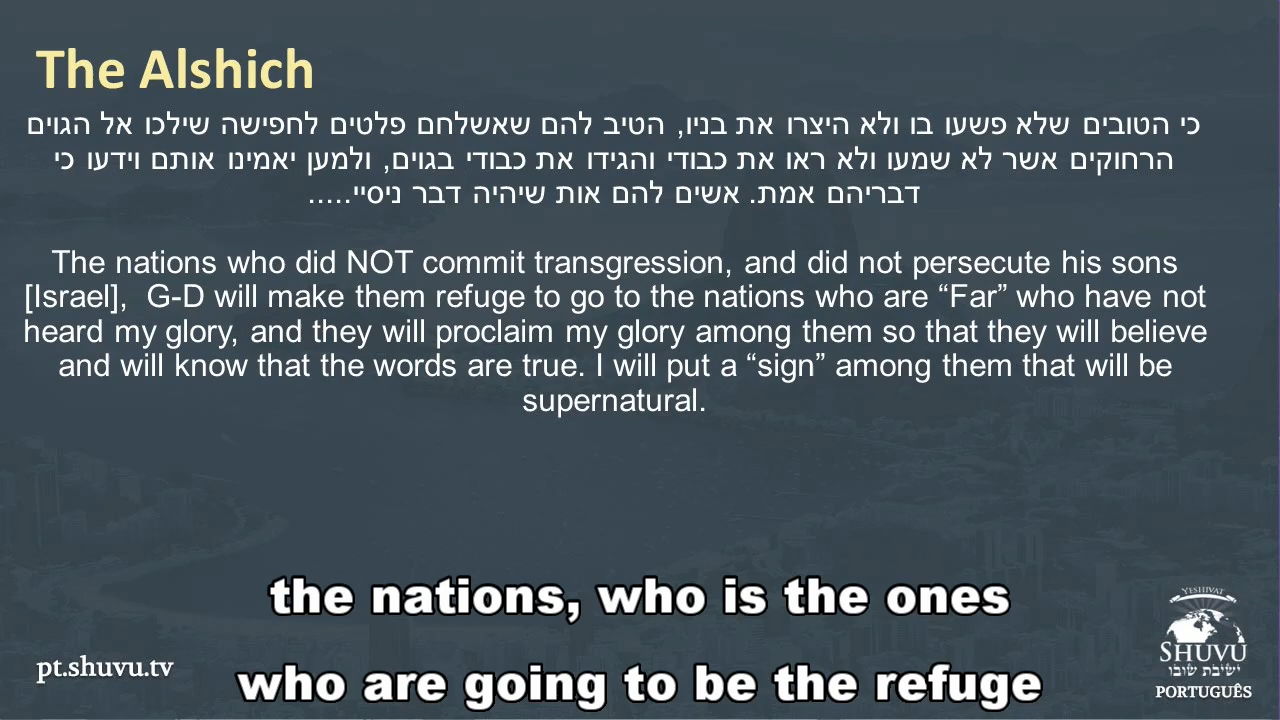 The Alshich
כי הטובים שלא פשעו בו ולא היצרו את בניו, הטיב להם שאשלחם פלטים לחפישה שילכו אל הגוים
הרחוקים אשר לא שמעו ולא ראו את כבודי והגידו את כבודי בגוים, ולמען יאמינו אותם וידעו כי
דבריהם אמת. אשים להם אות שיהיה דבר ניסיי.....
The nations who did NOT commit transgression, and did not persecute his sons
[Israel], G-D will make them refuge to go to the nations who are “Far” who have not
heard my glory, and they will proclaim my glory among them so that they will believe
and will know that the words are true. I will put a “sign” among them that will be
supernatural.
the nations, who is the ones
who are going to be the refuge
pt.shuvu.tv
YESHIVAT
SHUVU
ישיבת שובו
PORTUGUÊS